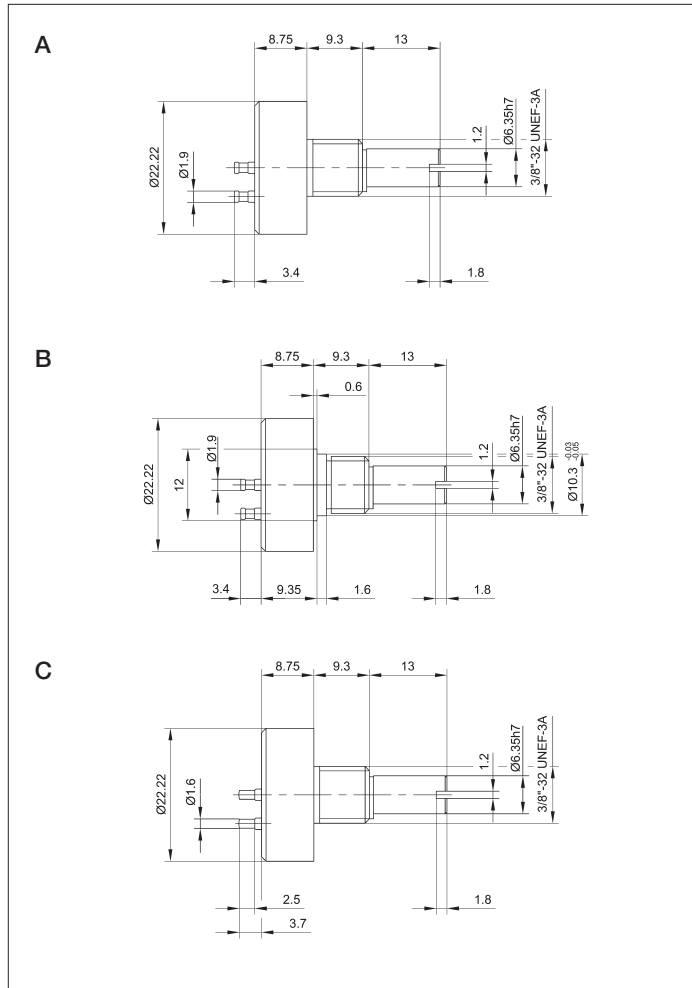 A
8.75
9.3
13
Ø22.22
Ø1.9
1.2
Ø6.35h7
3/8"-32 UNEF-3A
3.4
1.8
B
8.75
9.3
13
0.6
Ø22.22
12
Ø1.9
1.2
Ø6.35h7
3/8"-32 UNEF-3A
Ø10.3 -0.03 -0.05
3.4
9.35
1.6
1.8
C
8.75
9.3
13
Ø22.22
Ø1.6
1.2
Ø6.35h7
3/8"-32 UNEF-3A
2.5
1.8
3.7